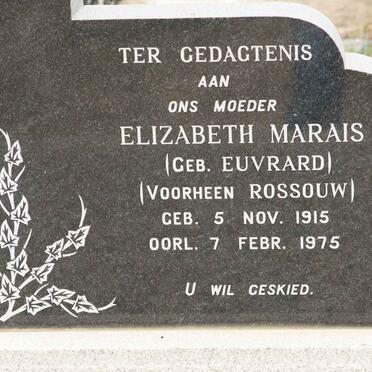 TER GEDAGTENIS
AAN
ONS MOEDER
ELIZABETH MARAIS
(GEB. EUVRARD)
(VOORHEEN ROSSOUW)
GEB. 5 NOV. 1915
OORL. 7 FEBR. 1975
U WIL GESKIED.